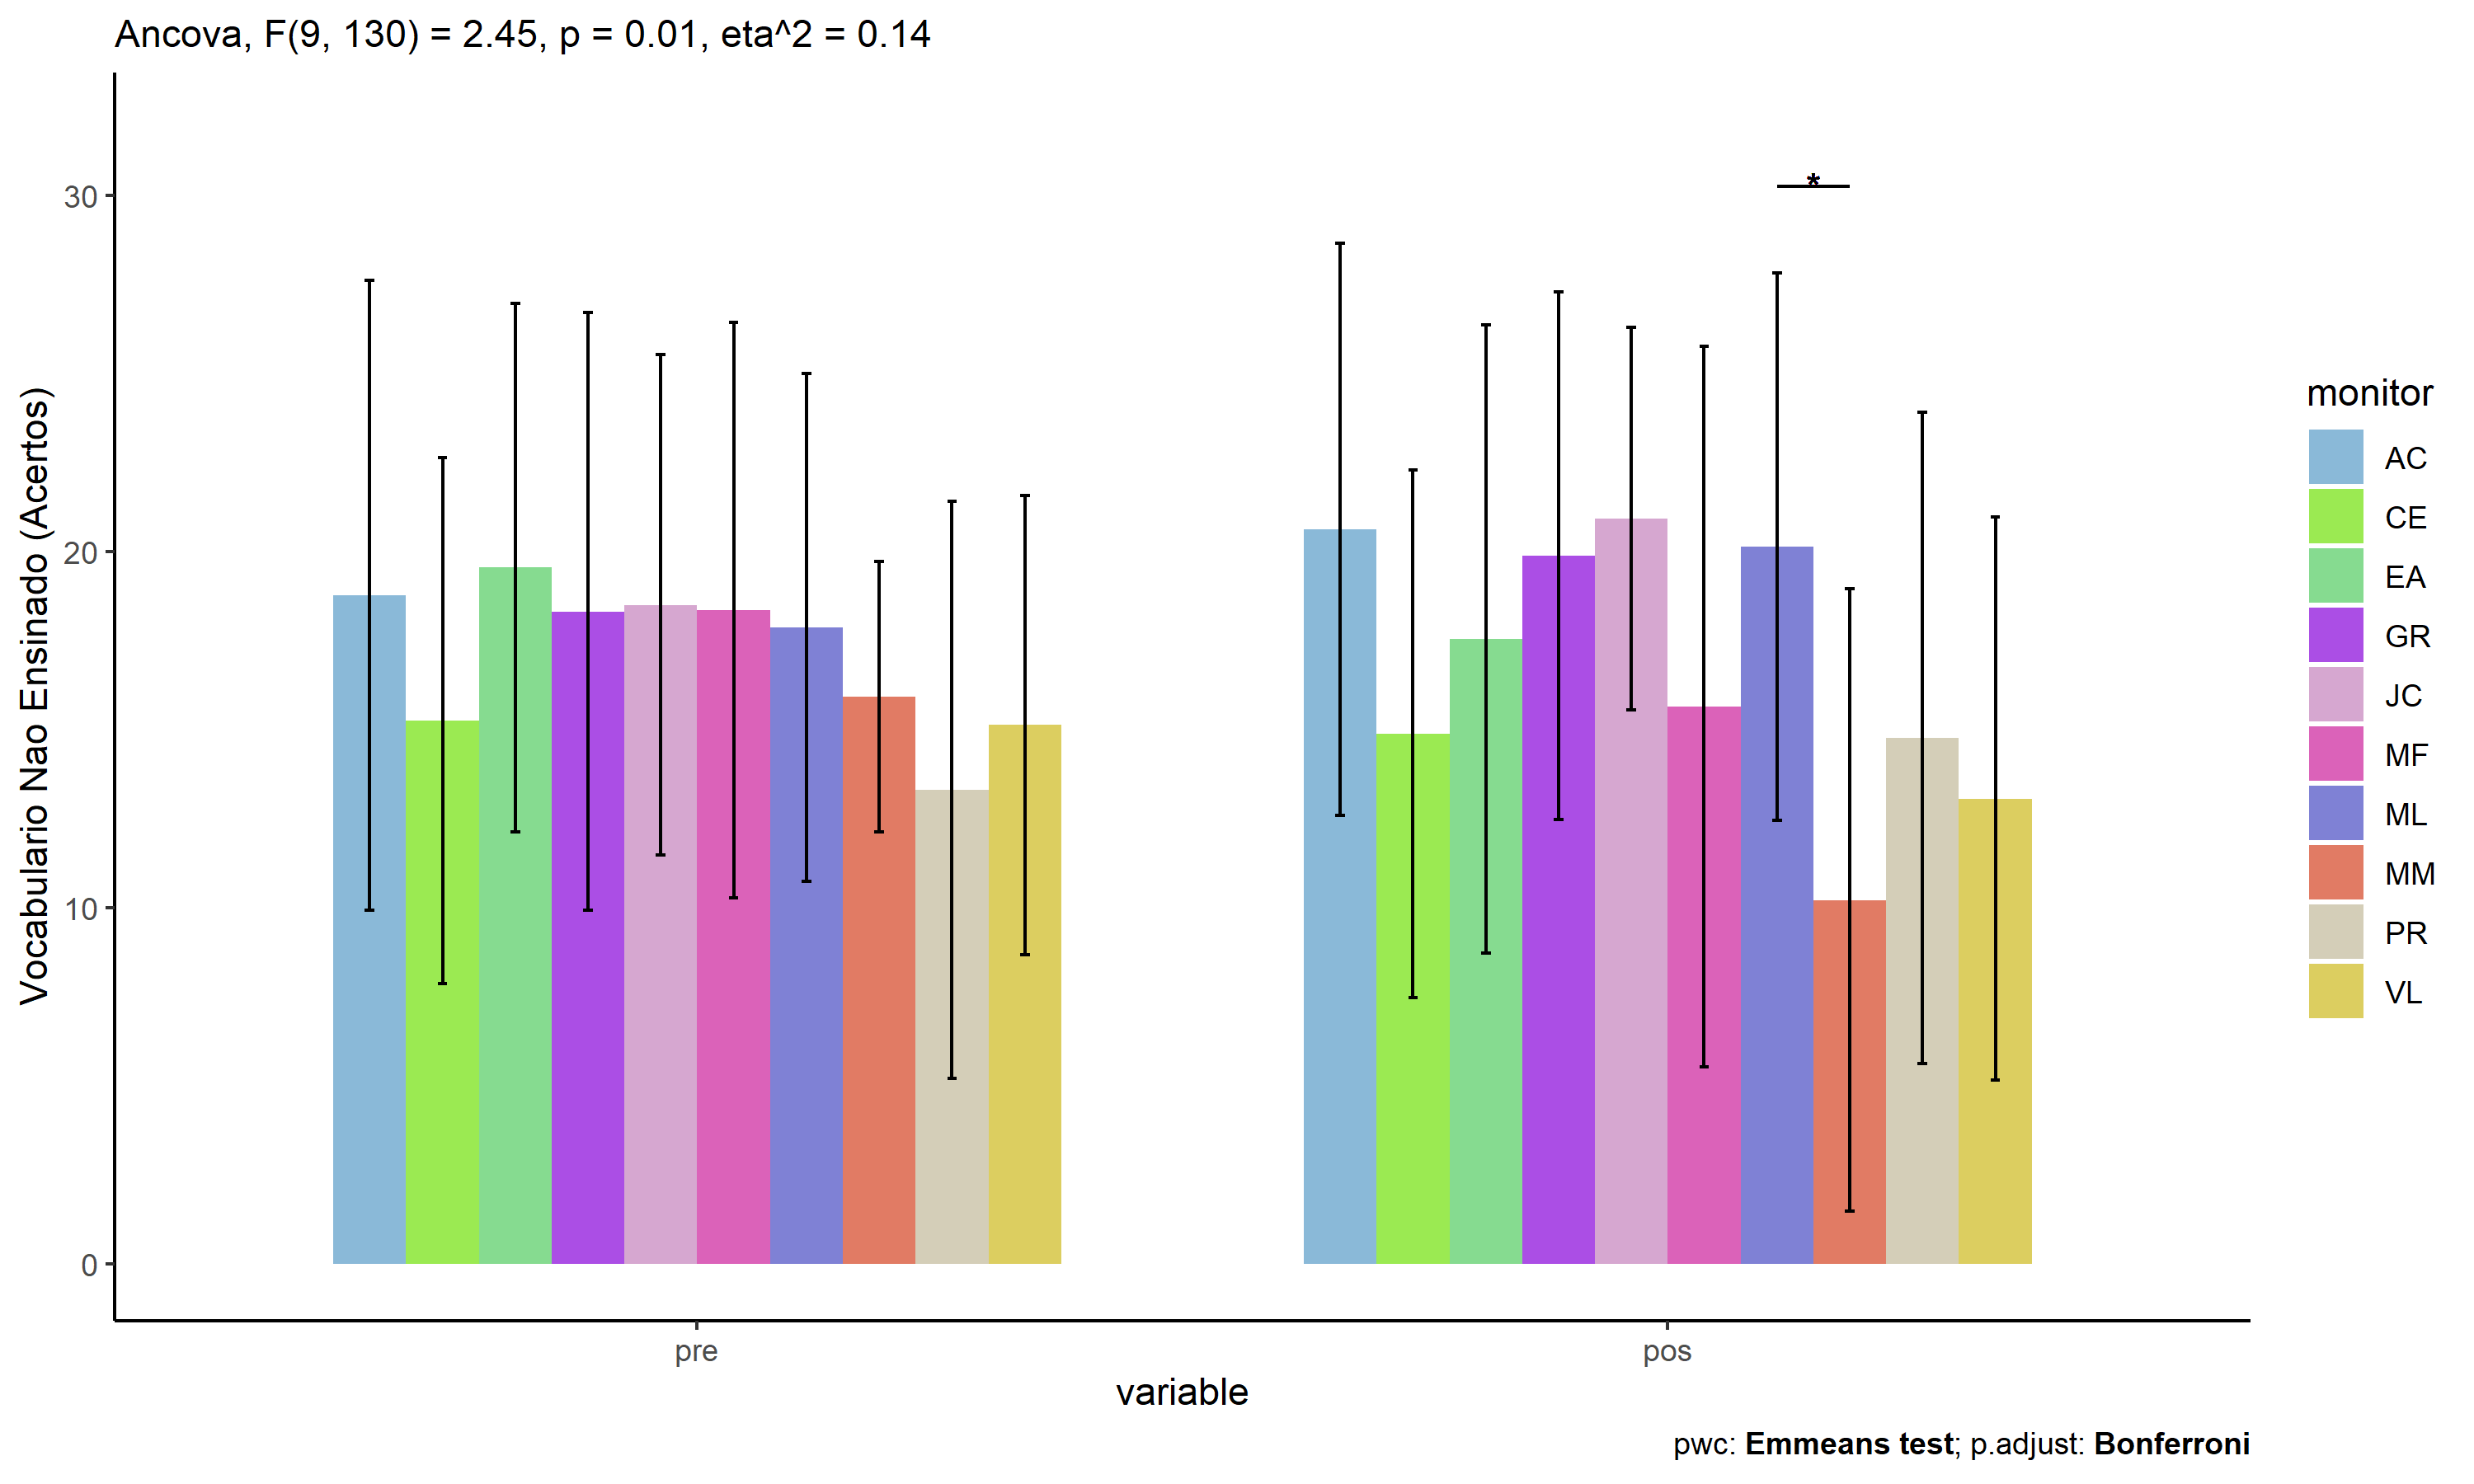 Ancova, F(9, 130) = 2.45, p = 0.01, eta^2 = 0.14
Vocabulario Nao Ensinado (Acertos)
30
20
10
0
*
pre
pos
variable
monitor
AC
CE
EA
GR
JC
MF
ML
MM
PR
VL
pwc: Emmeans test; p.adjust: Bonferroni